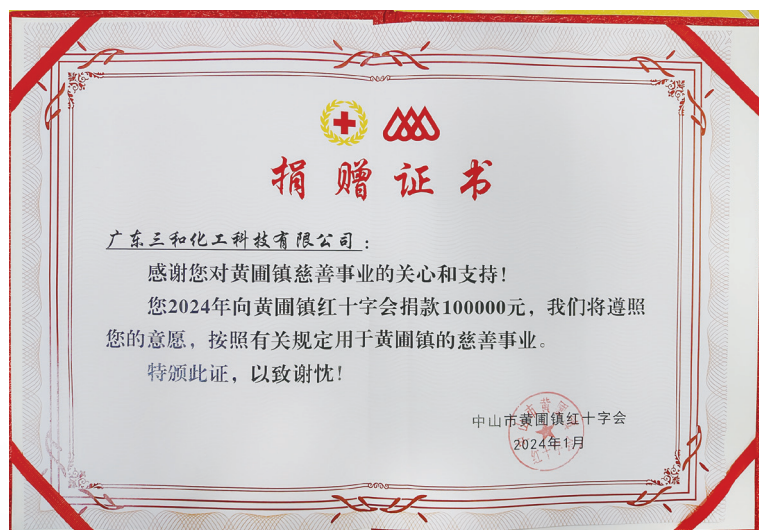 捐赠证书
广东三和化工科技有限公司：
感谢您对黄圃镇慈善事业的关心和支持！
您2024年向黄圃镇红十字会捐款100000元，我们将遵照
您的意愿，按照有关规定用于黄圃镇的慈善事业。
特颁此证，以致谢忱！
中山市黄圃镇红十字会
2024年1月